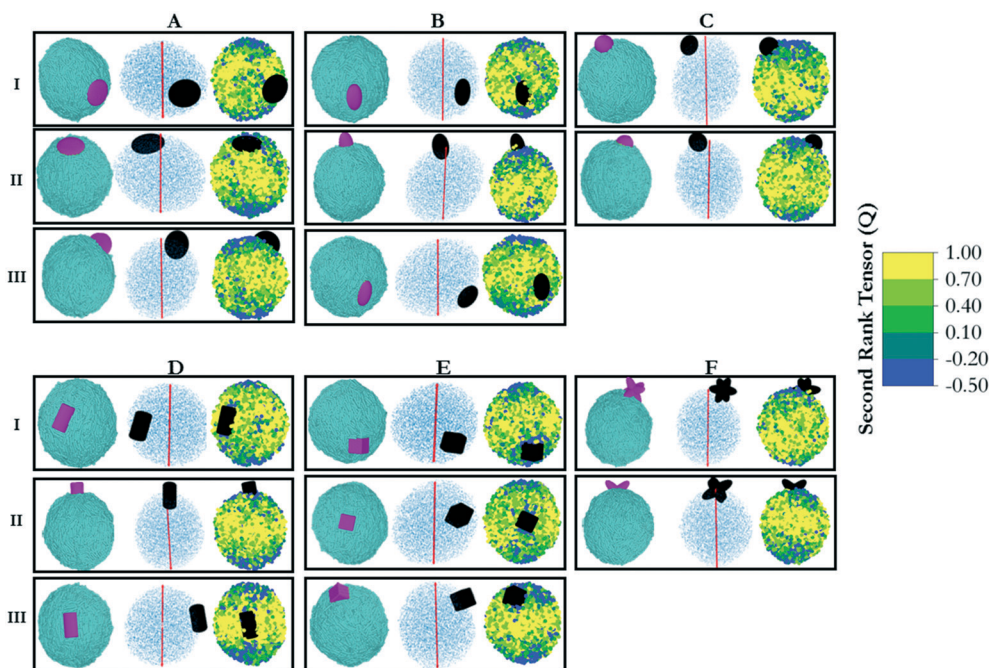 A B C
I
II
III
Second Rank Tensor (Q)
1.00
0.70
0.40
0.10
-0.20
-0.50
D E F
I
II
III